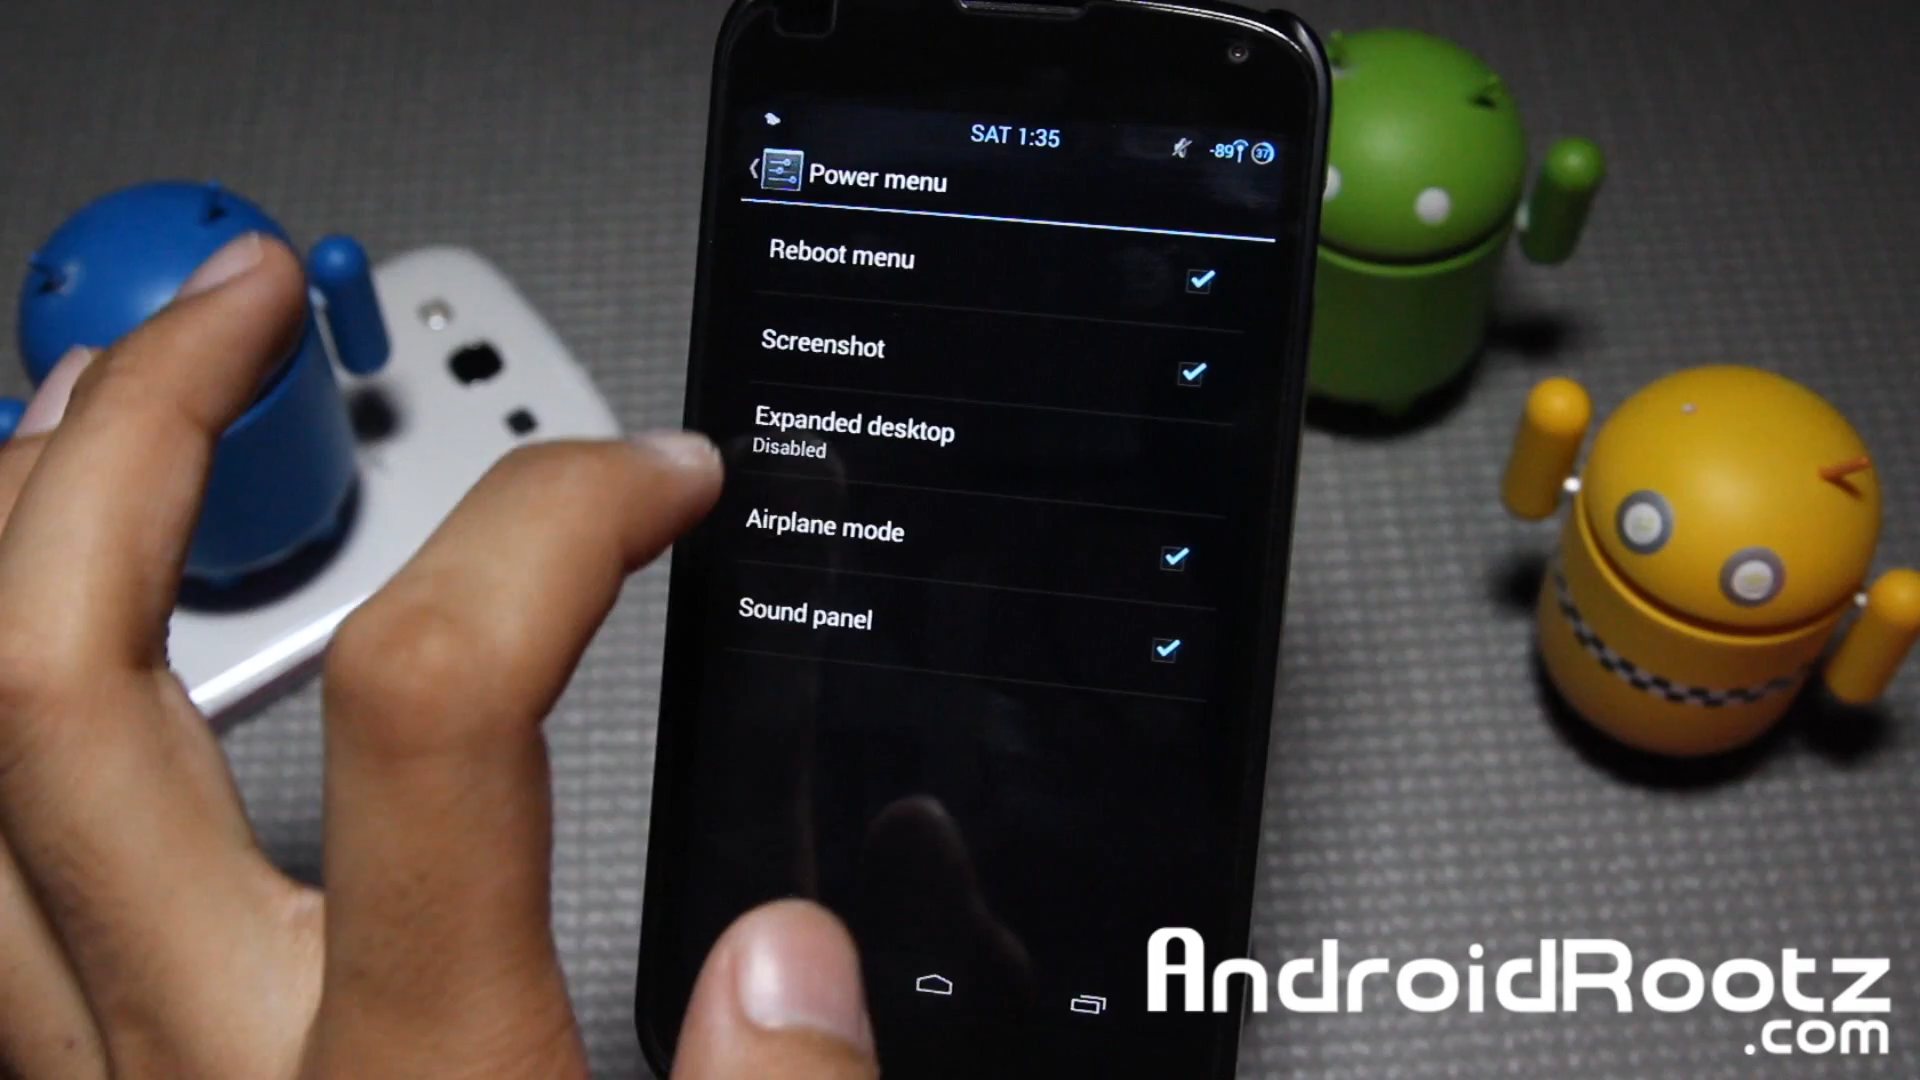 SAT 1:35
-89
37
Power menu
Reboot menu
Screenshot
Expanded desktop
Disabled
Airplane mode
Sound panel
AndroidRootz
.com